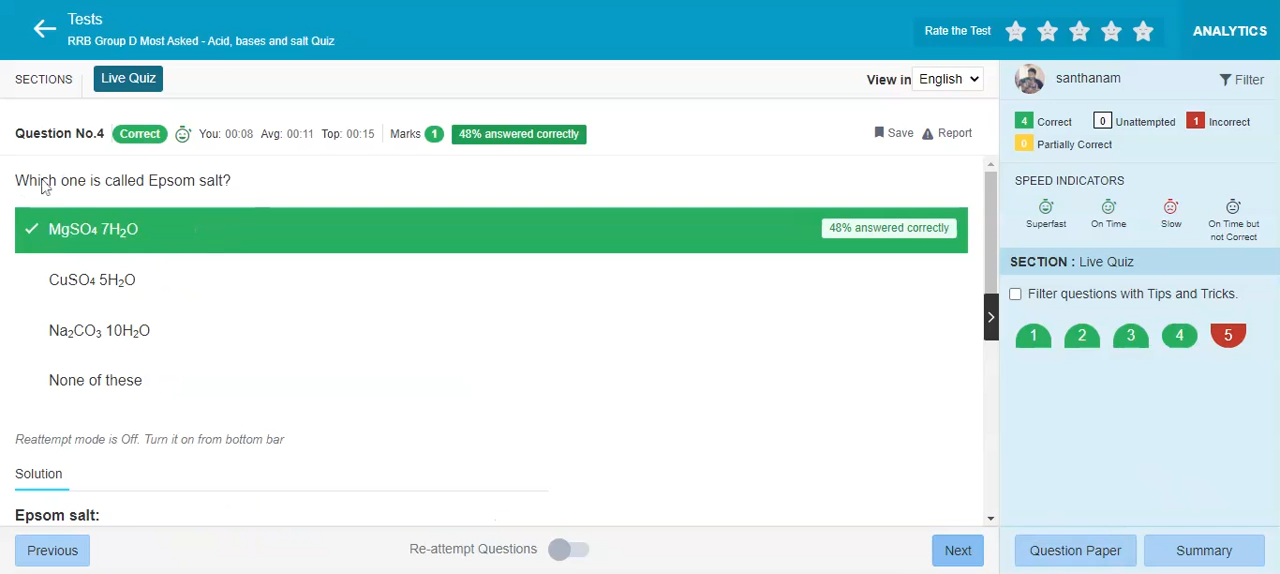 Tests
RRB Group D Most Asked - Acid, bases and salt Quiz
Rate the Test
ANALYTICS
SECTIONS
Live Quiz
View in English
santhanam
Filter
Question No.4 Correct You: 00:08 Avg: 00:11 Top: 00:15 Marks 1 48% answered correctly
Save Report
4 Correct 0 Unattempted 1 Incorrect
0 Partially Correct
Which one is called Epsom salt?
SPEED INDICATORS
Superfast On Time Slow On Time but
not Correct
MgSO₄ 7H₂O 48% answered correctly
SECTION : Live Quiz
CuSO₄ 5H₂O
Filter questions with Tips and Tricks.
Na₂CO₃ 10H₂O
1 2 3 4 5
None of these
Reattempt mode is Off. Turn it on from bottom bar
Solution
Epsom salt:
Previous
Re-attempt Questions
Next
Question Paper
Summary